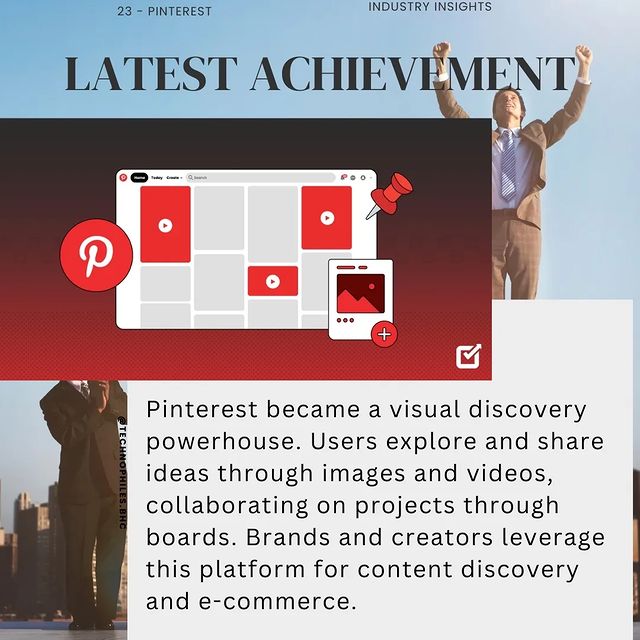 23 - PINTEREST
INDUSTRY INSIGHTS
LATEST ACHIEVEMENT
Home Today Create Search
Pinterest became a visual discovery
powerhouse. Users explore and share
ideas through images and videos,
collaborating on projects through
boards. Brands and creators leverage
this platform for content discovery
and e-commerce.
@TECHNOPHILES.BHC